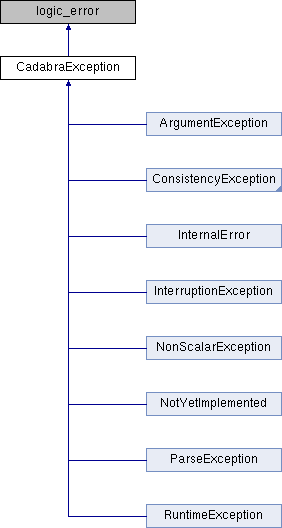 logic_error
CadabraException
ArgumentException
ConsistencyException
InternalError
InterruptionException
NonScalarException
NotYetImplemented
ParseException
RuntimeException